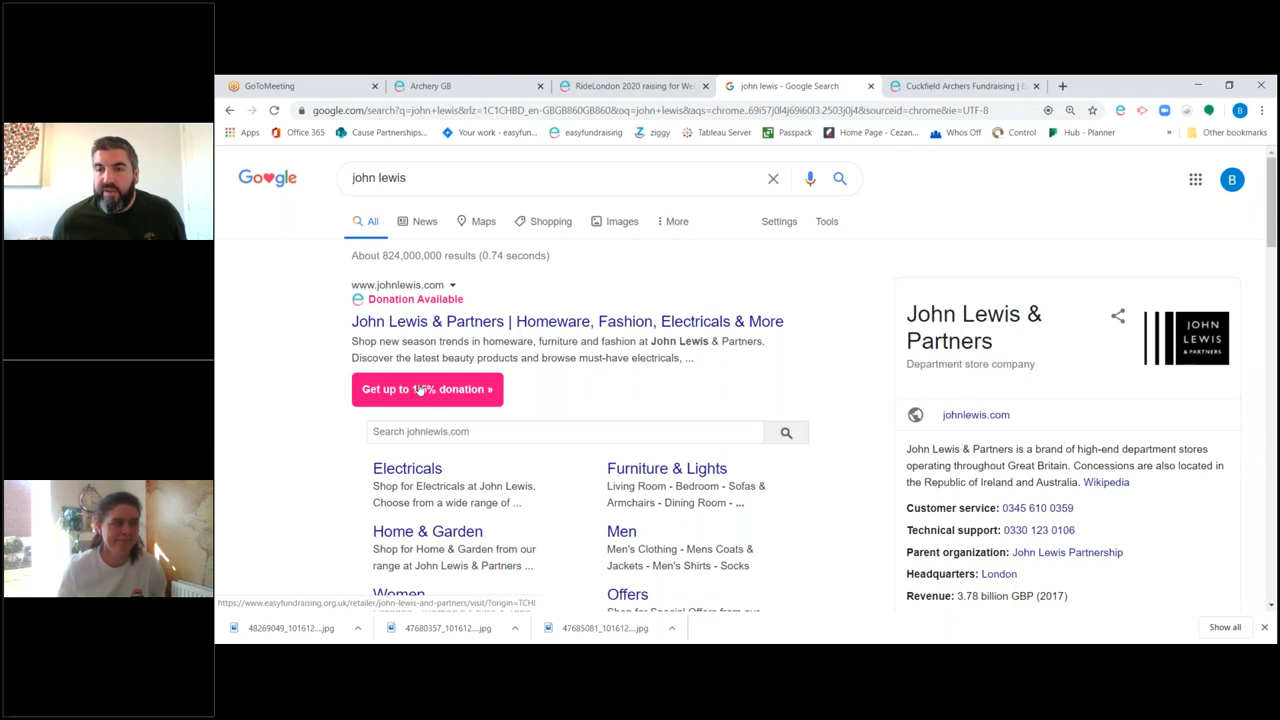 GoToMeeting
Archery GB
RideLondon 2020 raising for We
john lewis - Google Search
Cuckfield Archers Fundraising | E
google.com/search?q=john+lewis&rlz=1C1CHBD_en-GBGB860GB860&oq=john+lewis&aqs=chrome..69i57j0l4j69i60l3.2503j0j4&sourceid=chrome&ie=UTF-8
B
Apps
Office 365
Cause Partnerships...
Your work - easyfun...
easyfundraising
ziggy
Tableau Server
Passpack
Home Page - Cezan...
Whos Off
Control
Hub - Planner
»
Other bookmarks
Google
john lewis
B
All
News
Maps
Shopping
Images
More
Settings
Tools
About 824,000,000 results (0.74 seconds)
www.johnlewis.com
Donation Available
John Lewis & Partners | Homeware, Fashion, Electricals & More
Shop new season trends in homeware, furniture and fashion at John Lewis & Partners.
Discover the latest beauty products and browse must-have electricals, ...
Get up to donation »
Search johnlewis.com
Electricals
Shop for Electricals at John Lewis.
Choose from a wide range of ...
Furniture & Lights
Living Room - Bedroom - Sofas &
Armchairs - Dining Room - ...
Home & Garden
Shop for Home & Garden from our
range at John Lewis & Partners ...
Men
Men's Clothing - Mens Coats &
Jackets - Men's Shirts - Socks
Women
Offers
Shop for Special Offers from our
John Lewis &
Partners
Department store company
JOHN
LEWIS
& PARTNERS
johnlewis.com
John Lewis & Partners is a brand of high-end department stores
operating throughout Great Britain. Concessions are also located in
the Republic of Ireland and Australia. Wikipedia
Customer service: 0345 610 0359
Technical support: 0330 123 0106
Parent organization: John Lewis Partnership
Headquarters: London
Revenue: 3.78 billion GBP (2017)
https://www.easyfundraising.org.uk/retailer/john-lewis-and-partners/visit/?origin=TCHI
48269049_101612....jpg
47680357_101612....jpg
47685081_101612....jpg
Show all